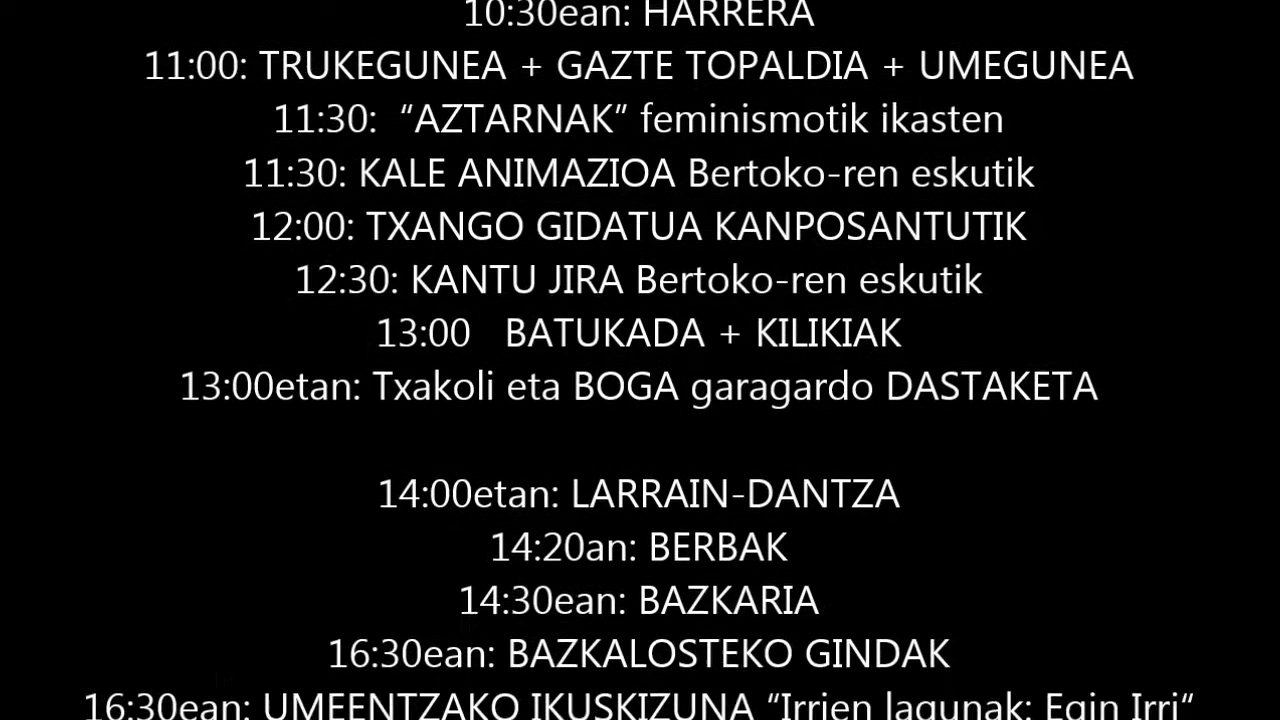 10:30ean: HARRERA
11:00: TRUKEGUNEA + GAZTE TOPALDIA + UMEGUNEA
11:30:  “AZTARNAK” feminismotik ikasten
11:30: KALE ANIMAZIOA Bertoko-ren eskutik
12:00: TXANGO GIDATUA KANPOSANTUTIK
12:30: KANTU JIRA Bertoko-ren eskutik
13:00   BATUKADA + KILIKIAK
13:00etan: Txakoli eta BOGA garagardo DASTAKETA
14:00etan: LARRAIN-DANTZA
14:20an: BERBAK
14:30ean: BAZKARIA
16:30ean: BAZKALOSTEKO GINDAK
16:30ean: UMEENTZAKO IKUSKIZUNA “Irrien lagunak: Egin Irri“